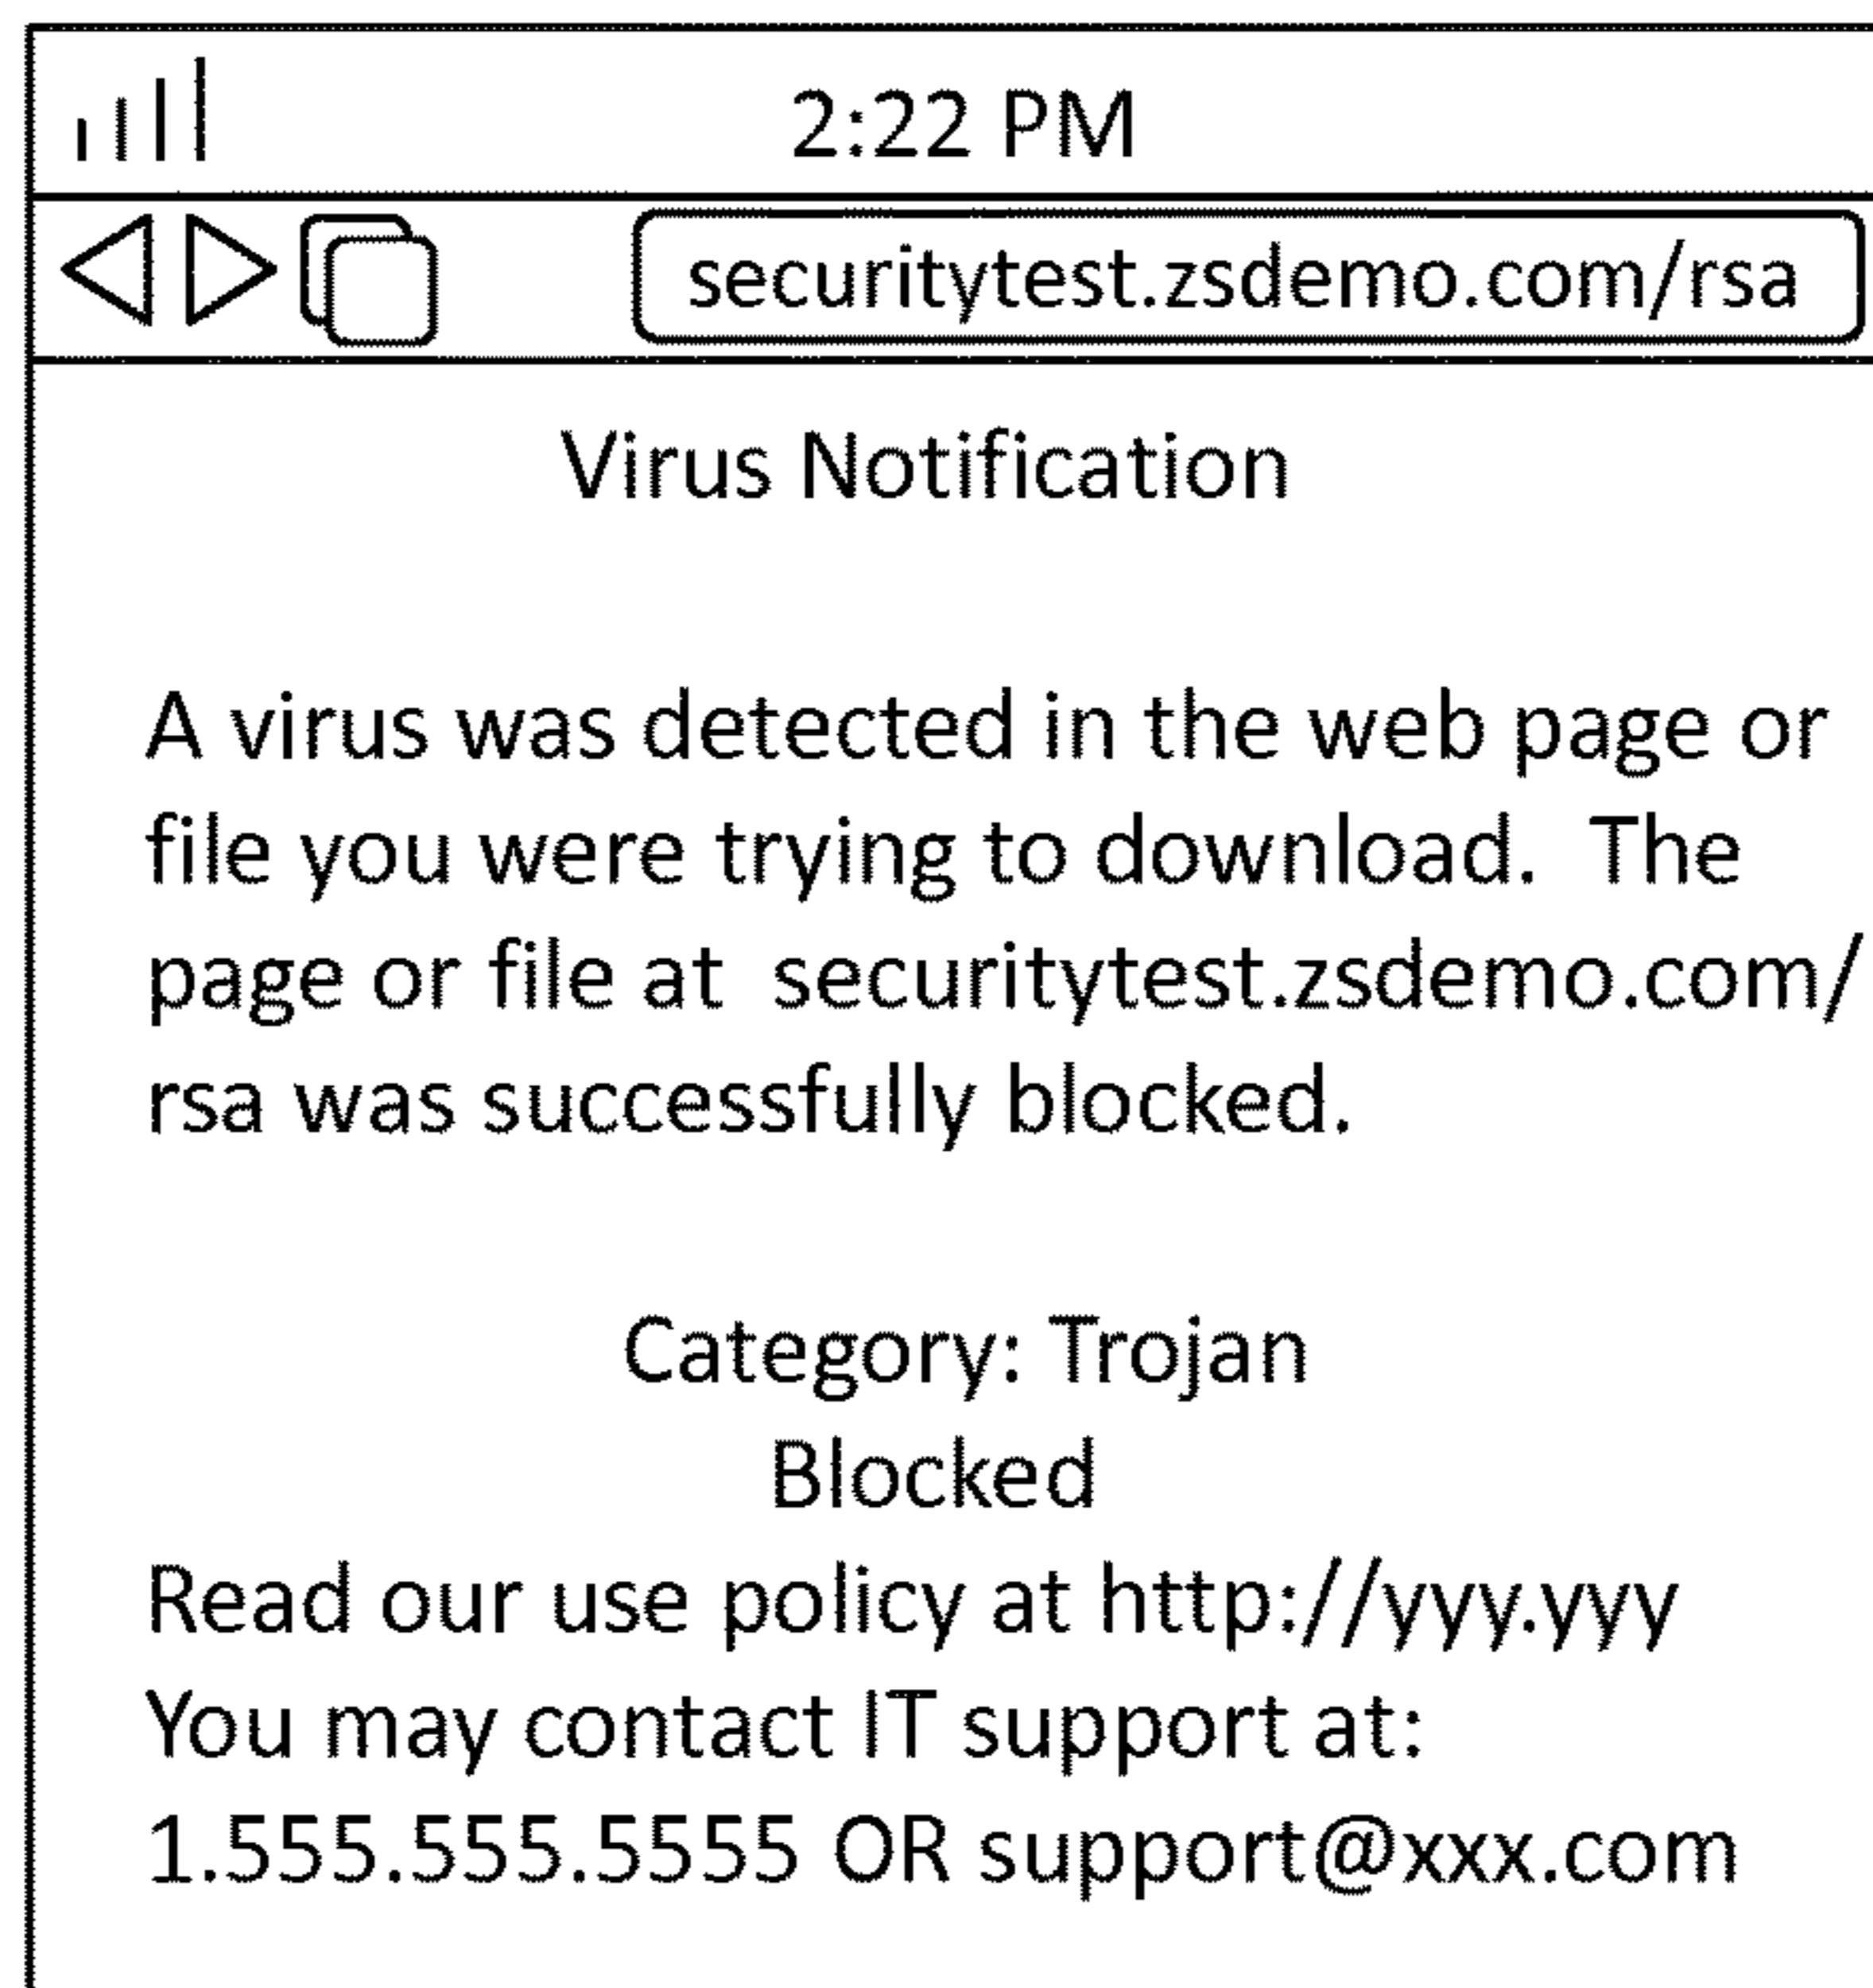 2:22 PM
securitytest.zsdemo.com/rsa
Virus Notification
A virus was detected in the web page or
file you were trying to download.  The
page or file at  securitytest.zsdemo.com/
rsa was successfully blocked.
Category: Trojan
Blocked
Read our use policy at http://yyy.yyy
You may contact IT support at:
1.555.555.5555 OR support@xxx.com